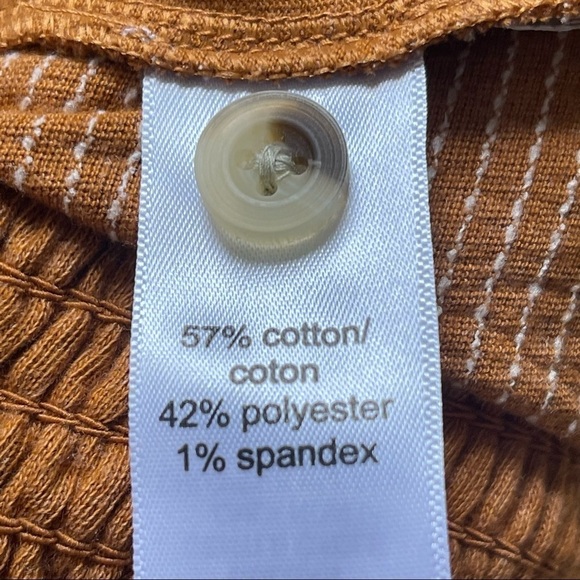 57% cotton/
coton
42% polyester
1% spandex